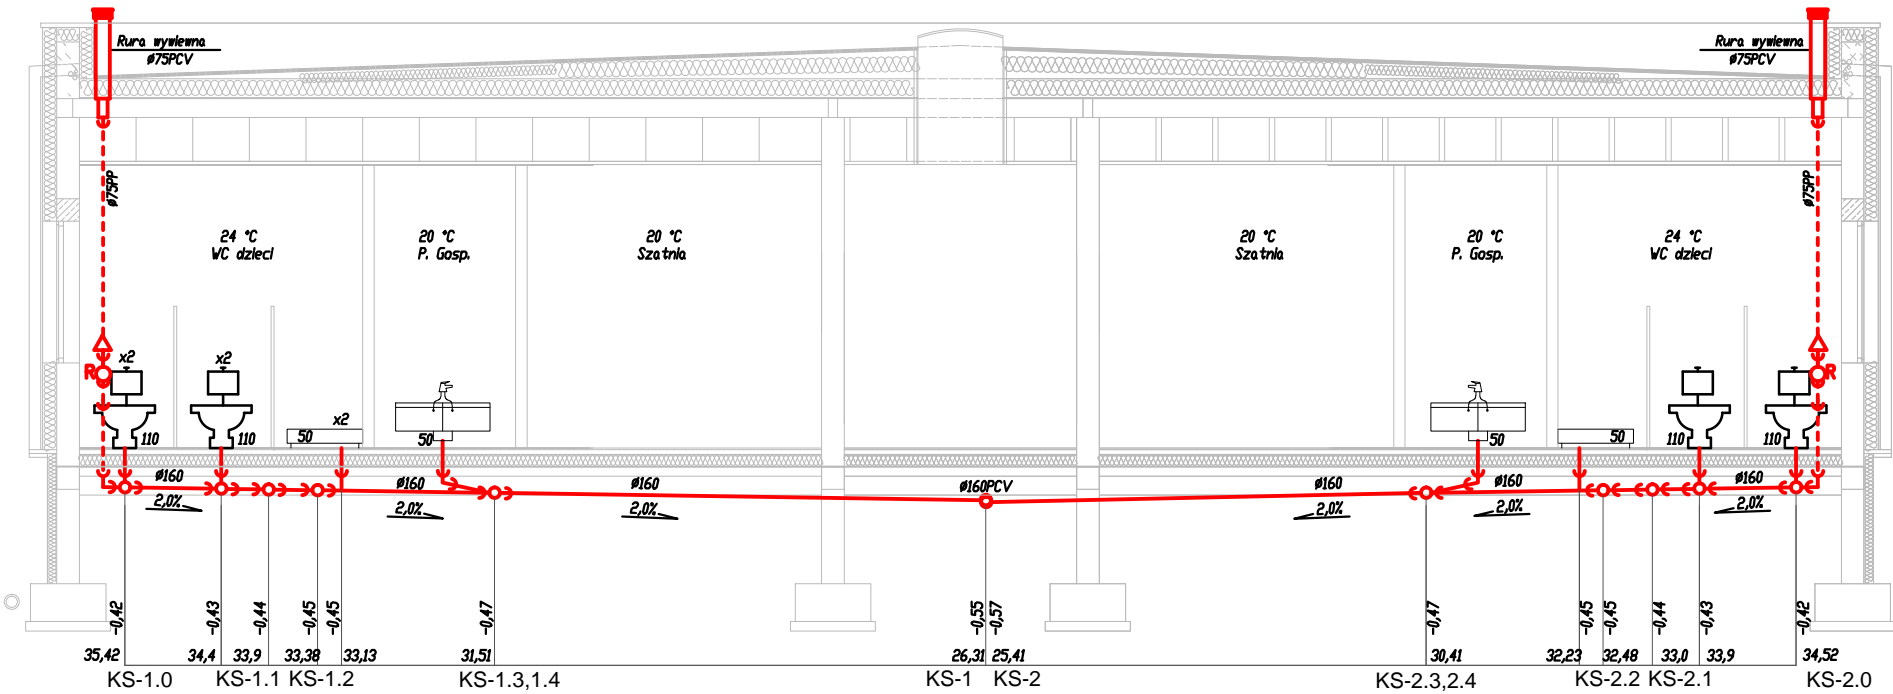 Rura wywiewna
Ø75PCV
Rura wywiewna
Ø75PCV
Ø75PP
Ø75PP
24 °C
WC dzieci
20 °C
P. Gosp.
20 °C
Szatnia
20 °C
Szatnia
20 °C
P. Gosp.
24 °C
WC dzieci
x2
x2
R
R
x2
110
110
50
50
50
50
110
110
Ø160
Ø160
Ø160
Ø160PCV
Ø160
Ø160
Ø160
2,0%
2,0%
2,0%
2,0%
2,0%
2,0%
-0,42
-0,43
-0,44
-0,45
-0,45
-0,47
-0,55
-0,57
-0,47
-0,45
-0,45
-0,44
-0,43
-0,42
35,42
34,4
33,9
33,38
33,13
31,51
26,31
25,41
30,41
32,23
32,48
33,0
33,9
34,52
KS-1.0
KS-1.1
KS-1.2
KS-1.3,1.4
KS-1
KS-2
KS-2.3,2.4
KS-2.2
KS-2.1
KS-2.0